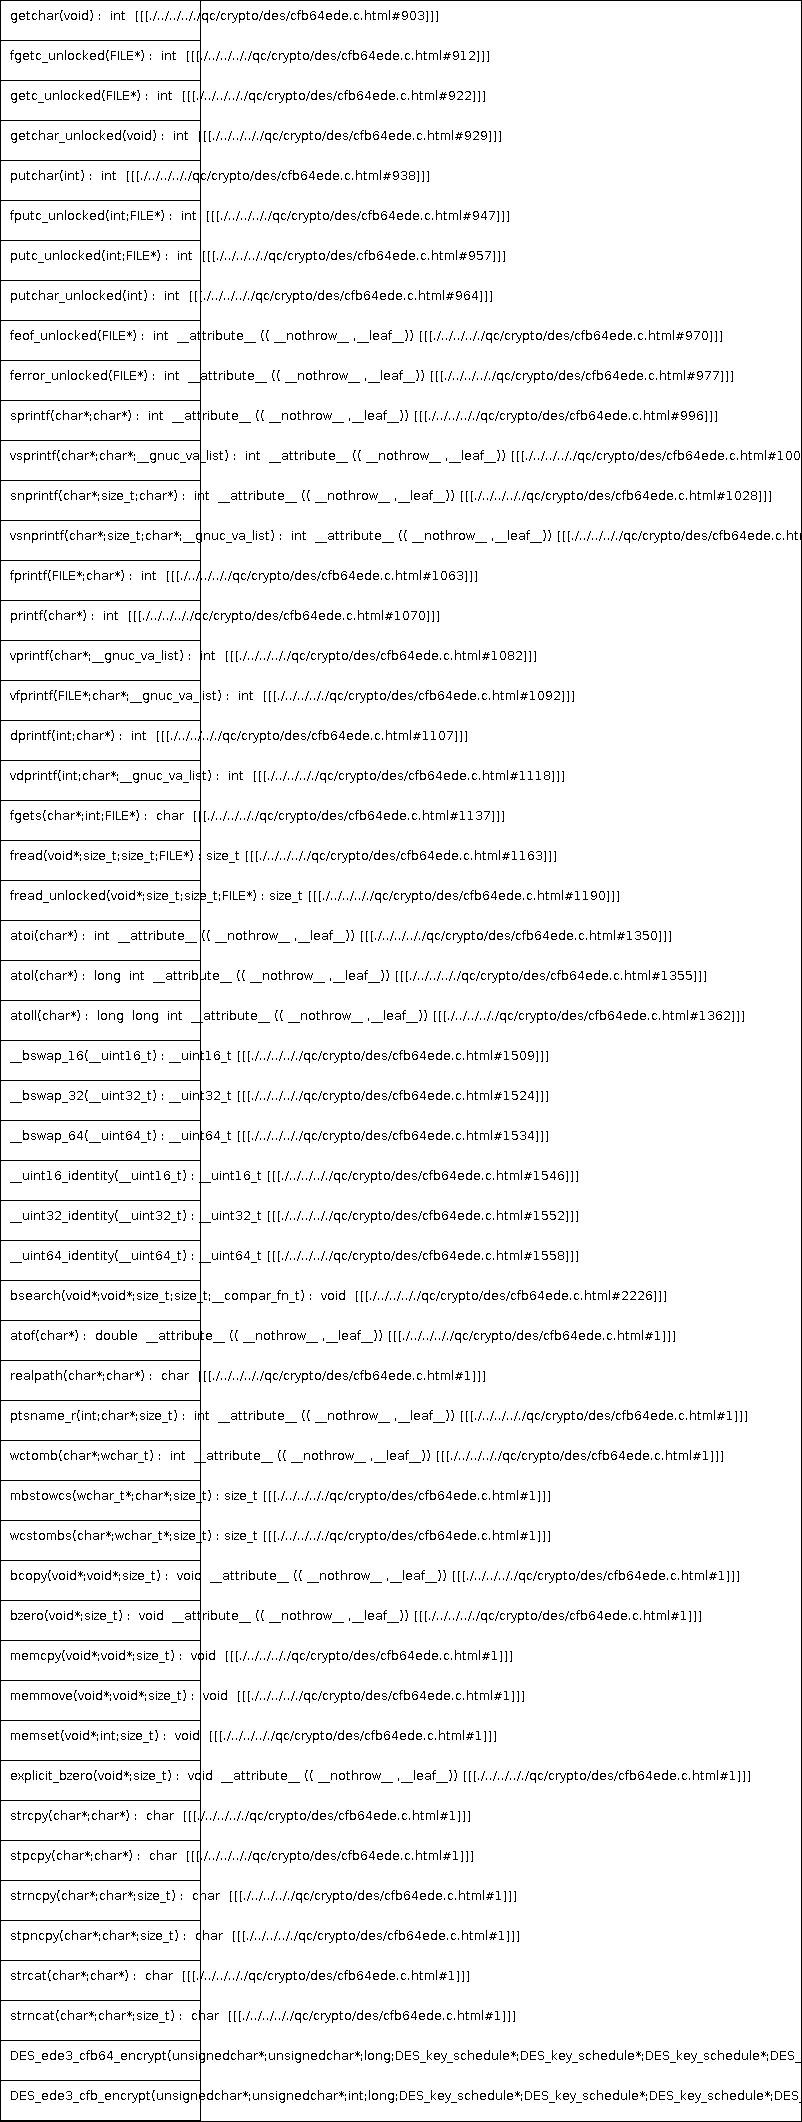 getchar(void) : int [[[./../../../qc/crypto/des/cfb64ede.c.html#903]]]
fgetc_unlocked(FILE*) : int [[[./../../../qc/crypto/des/cfb64ede.c.html#912]]]
getc_unlocked(FILE*) : int [[[./../../../qc/crypto/des/cfb64ede.c.html#922]]]
getchar_unlocked(void) : int [[[./../../.././qc/crypto/des/cfb64ede.c.html#929]]]
putchar(int) : int [[[./../../.././qc/crypto/des/cfb64ede.c.html#938]]]
fputc_unlocked(int;FILE*) : int [[[./../../.././qc/crypto/des/cfb64ede.c.html#947]]]
putc_unlocked(int;FILE*) : int [[[./../../.././qc/crypto/des/cfb64ede.c.html#957]]]
putchar_unlocked(int) : int [[[./../../.././qc/crypto/des/cfb64ede.c.html#964]]]
feof_unlocked(FILE*) : int __attribute__ (( __nothrow__ ,__leaf__)) [[[./../../.././qc/crypto/des/cfb64ede.c.html#970]]]
ferror_unlocked(FILE*) : int __attribute__ (( __nothrow__ ,__leaf__)) [[[./../../.././qc/crypto/des/cfb64ede.c.html#977]]]
sprintf(char*;char*) : int __attribute__ (( __nothrow__ ,__leaf__)) [[[./../../.././qc/crypto/des/cfb64ede.c.html#996]]]
vsprintf(char*;char*;__gnuc_va_list) : int __attribute__ (( __nothrow__ ,__leaf__)) [[[./../../.././qc/crypto/des/cfb64ede.c.html#100
snprintf(char*;size_t;char*) : int __attribute__ (( __nothrow__ ,__leaf__)) [[[./../../.././qc/crypto/des/cfb64ede.c.html#1028]]]
vsnprintf(char*;size_t;char*;__gnuc_va_list) : int __attribute__ (( __nothrow__ ,__leaf__)) [[[./../../.././qc/crypto/des/cfb64ede.c.ht
fprintf(FILE*;char*) : int [[[./../../.././qc/crypto/des/cfb64ede.c.html#1063]]]
printf(char*) : int [[[./../../.././qc/crypto/des/cfb64ede.c.html#1070]]]
vprintf(char*;__gnuc_va_list) : int [[[./../../.././qc/crypto/des/cfb64ede.c.html#1082]]]
vfprintf(FILE*;char*;__gnuc_va_list) : int [[[./../../.././qc/crypto/des/cfb64ede.c.html#1092]]]
dprintf(int;char*) : int [[[./../../.././qc/crypto/des/cfb64ede.c.html#1107]]]
vdprintf(int;char*;__gnuc_va_list) : int [[[./../../.././qc/crypto/des/cfb64ede.c.html#1118]]]
fgets(char*;int;FILE*) : char [[[./../../.././qc/crypto/des/cfb64ede.c.html#1137]]]
fread(void*;size_t;size_t;FILE*) : size_t [[[./../../.././qc/crypto/des/cfb64ede.c.html#1163]]]
fread_unlocked(void*;size_t;size_t;FILE*) : size_t [[[./../../.././qc/crypto/des/cfb64ede.c.html#1190]]]
atoi(char*) : int __attribute__ (( __nothrow__ ,__leaf__)) [[[./../../.././qc/crypto/des/cfb64ede.c.html#1350]]]
atol(char*) : long int __attribute__ (( __nothrow__ ,__leaf__)) [[[./../../.././qc/crypto/des/cfb64ede.c.html#1355]]]
atoll(char*) : long long int __attribute__ (( __nothrow__ ,__leaf__)) [[[./../../.././qc/crypto/des/cfb64ede.c.html#1362]]]
__bswap_16(__uint16_t) : __uint16_t [[[./../../.././qc/crypto/des/cfb64ede.c.html#1509]]]
__bswap_32(__uint32_t) : __uint32_t [[[./../../.././qc/crypto/des/cfb64ede.c.html#1524]]]
__bswap_64(__uint64_t) : __uint64_t [[[./../../.././qc/crypto/des/cfb64ede.c.html#1534]]]
__uint16_identity(__uint16_t) : __uint16_t [[[./../../.././qc/crypto/des/cfb64ede.c.html#1546]]]
__uint32_identity(__uint32_t) : __uint32_t [[[./../../.././qc/crypto/des/cfb64ede.c.html#1552]]]
__uint64_identity(__uint64_t) : __uint64_t [[[./../../.././qc/crypto/des/cfb64ede.c.html#1558]]]
bsearch(void*;void*;size_t;size_t;__compar_fn_t) : void [[[./../../.././qc/crypto/des/cfb64ede.c.html#2226]]]
atof(char*) : double __attribute__ (( __nothrow__ ,__leaf__)) [[[./../../.././qc/crypto/des/cfb64ede.c.html#1]]]
realpath(char*;char*) : char [[[./../../.././qc/crypto/des/cfb64ede.c.html#1]]]
ptsname_r(int;char*;size_t) : int __attribute__ (( __nothrow__ ,__leaf__)) [[[./../../.././qc/crypto/des/cfb64ede.c.html#1]]]
wctomb(char*;wchar_t) : int __attribute__ (( __nothrow__ ,__leaf__)) [[[./../../.././qc/crypto/des/cfb64ede.c.html#1]]]
mbstowcs(wchar_t*;char*;size_t) : size_t [[[./../../.././qc/crypto/des/cfb64ede.c.html#1]]]
wcstombs(char*;wchar_t*;size_t) : size_t [[[./../../.././qc/crypto/des/cfb64ede.c.html#1]]]
bcopy(void*;void*;size_t) : void __attribute__ (( __nothrow__ ,__leaf__)) [[[./../../.././qc/crypto/des/cfb64ede.c.html#1]]]
bzero(void*;size_t) : void __attribute__ (( __nothrow__ ,__leaf__)) [[[./../../.././qc/crypto/des/cfb64ede.c.html#1]]]
memcpy(void*;void*;size_t) : void [[[./../../.././qc/crypto/des/cfb64ede.c.html#1]]]
memmove(void*;void*;size_t) : void [[[./../../.././qc/crypto/des/cfb64ede.c.html#1]]]
memset(void*;int;size_t) : void [[[./../../.././qc/crypto/des/cfb64ede.c.html#1]]]
explicit_bzero(void*;size_t) : void __attribute__ (( __nothrow__ ,__leaf__)) [[[./../../.././qc/crypto/des/cfb64ede.c.html#1]]]
strcpy(char*;char*) : char [[[./../../.././qc/crypto/des/cfb64ede.c.html#1]]]
stpcpy(char*;char*) : char [[[./../../.././qc/crypto/des/cfb64ede.c.html#1]]]
strncpy(char*;char*;size_t) : char [[[./../../.././qc/crypto/des/cfb64ede.c.html#1]]]
stpncpy(char*;char*;size_t) : char [[[./../../.././qc/crypto/des/cfb64ede.c.html#1]]]
strcat(char*;char*) : char [[[./../../.././qc/crypto/des/cfb64ede.c.html#1]]]
strncat(char*;char*;size_t) : char [[[./../../.././qc/crypto/des/cfb64ede.c.html#1]]]
DES_ede3_cfb64_encrypt(unsignedchar*;unsignedchar*;long;DES_key_schedule*;DES_key_schedule*;DES_key_schedule*;DES_
DES_ede3_cfb_encrypt(unsignedchar*;unsignedchar*;int;long;DES_key_schedule*;DES_key_schedule*;DES_key_schedule*;DES_